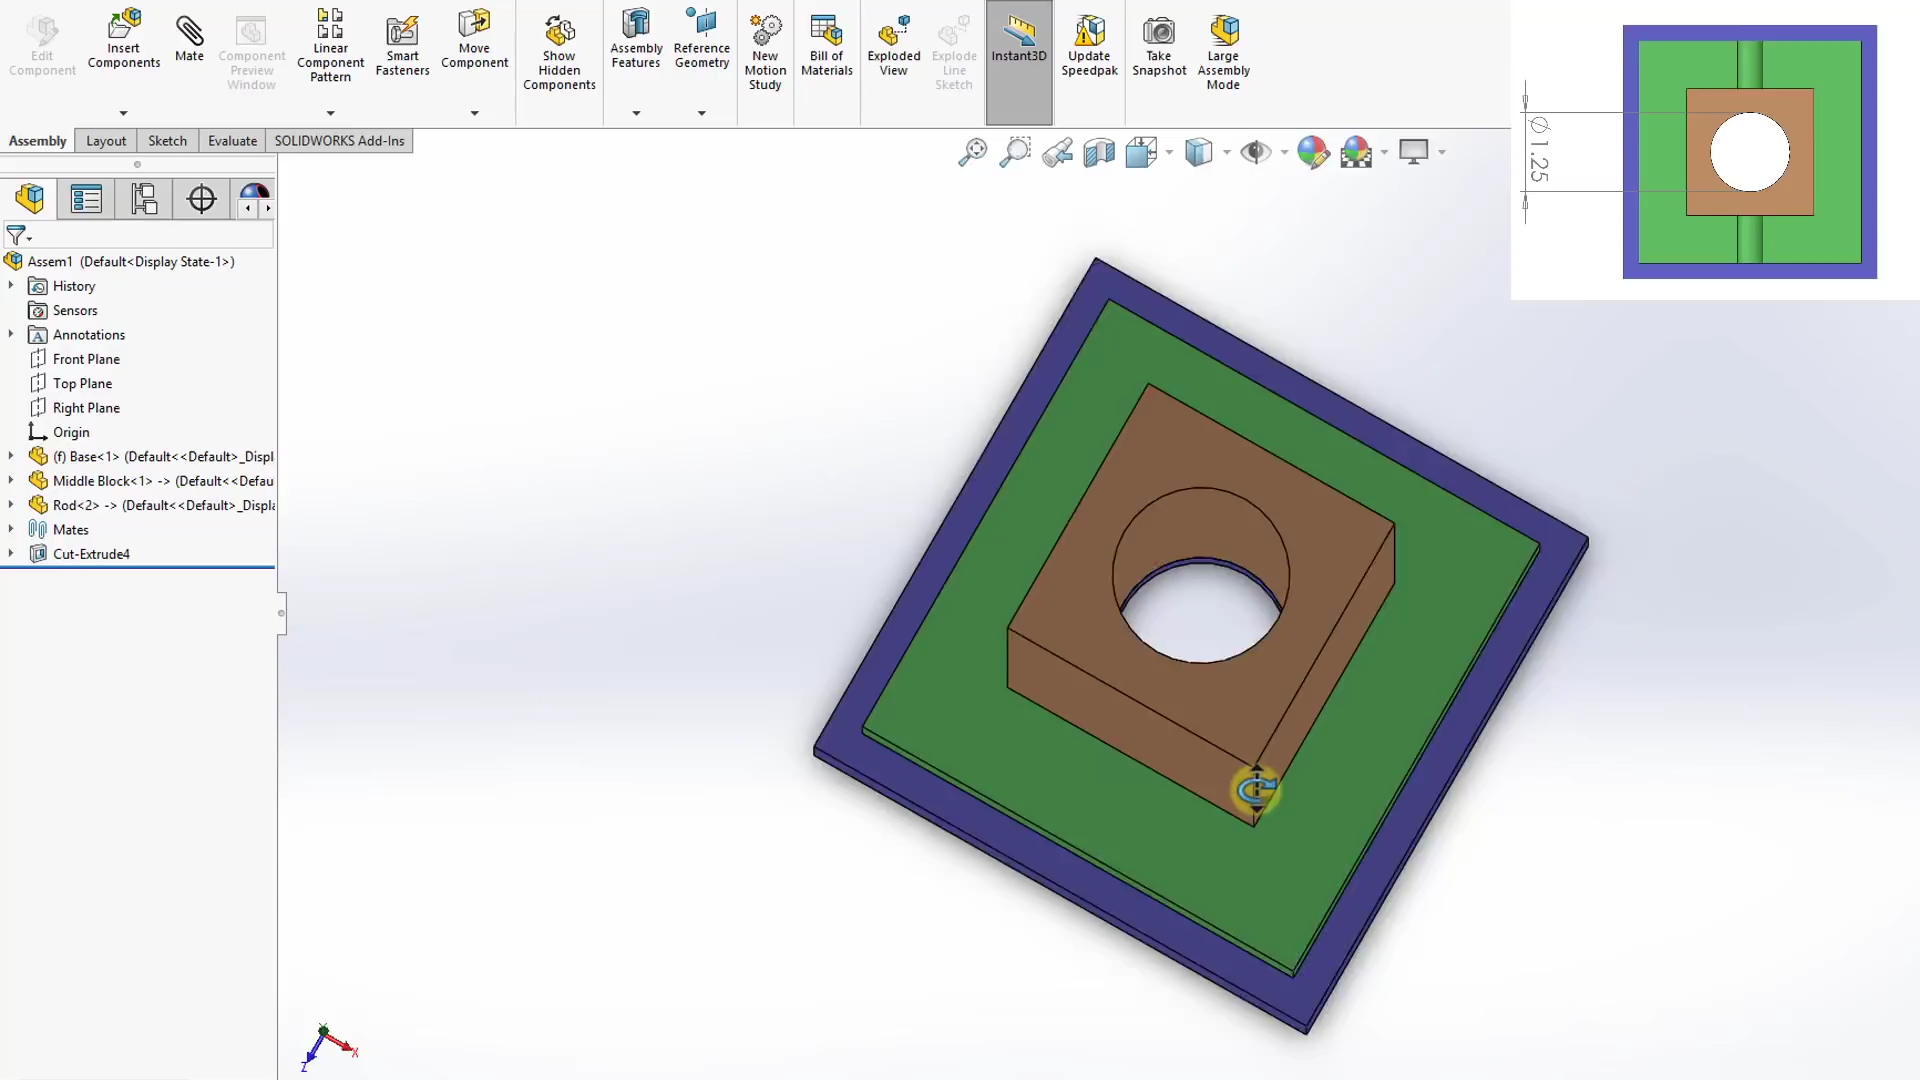 Edit
Component
Insert
Components
Mate
Component
Preview
Window
Linear
Component
Pattern
Smart
Fasteners
Move
Component
Show
Hidden
Components
Assembly
Features
Reference
Geometry
New
Motion
Study
Bill of
Materials
Exploded
View
Explode
Line
Sketch
Instant3D
Update
Speedpak
Take
Snapshot
Large
Assembly
Mode
Assembly
Layout
Sketch
Evaluate
SOLIDWORKS Add-Ins
Ø 1.25
Assem1 (Default<Display State-1>)
History
Sensors
A Annotations
Front Plane
Top Plane
Right Plane
Origin
(f) Base<1> (Default<<Default>_Displ
Middle Block<1> -> (Default<<Defau
Rod<2> -> (Default<<Default>_Displa
Mates
Cut-Extrude4
Y
X
Z